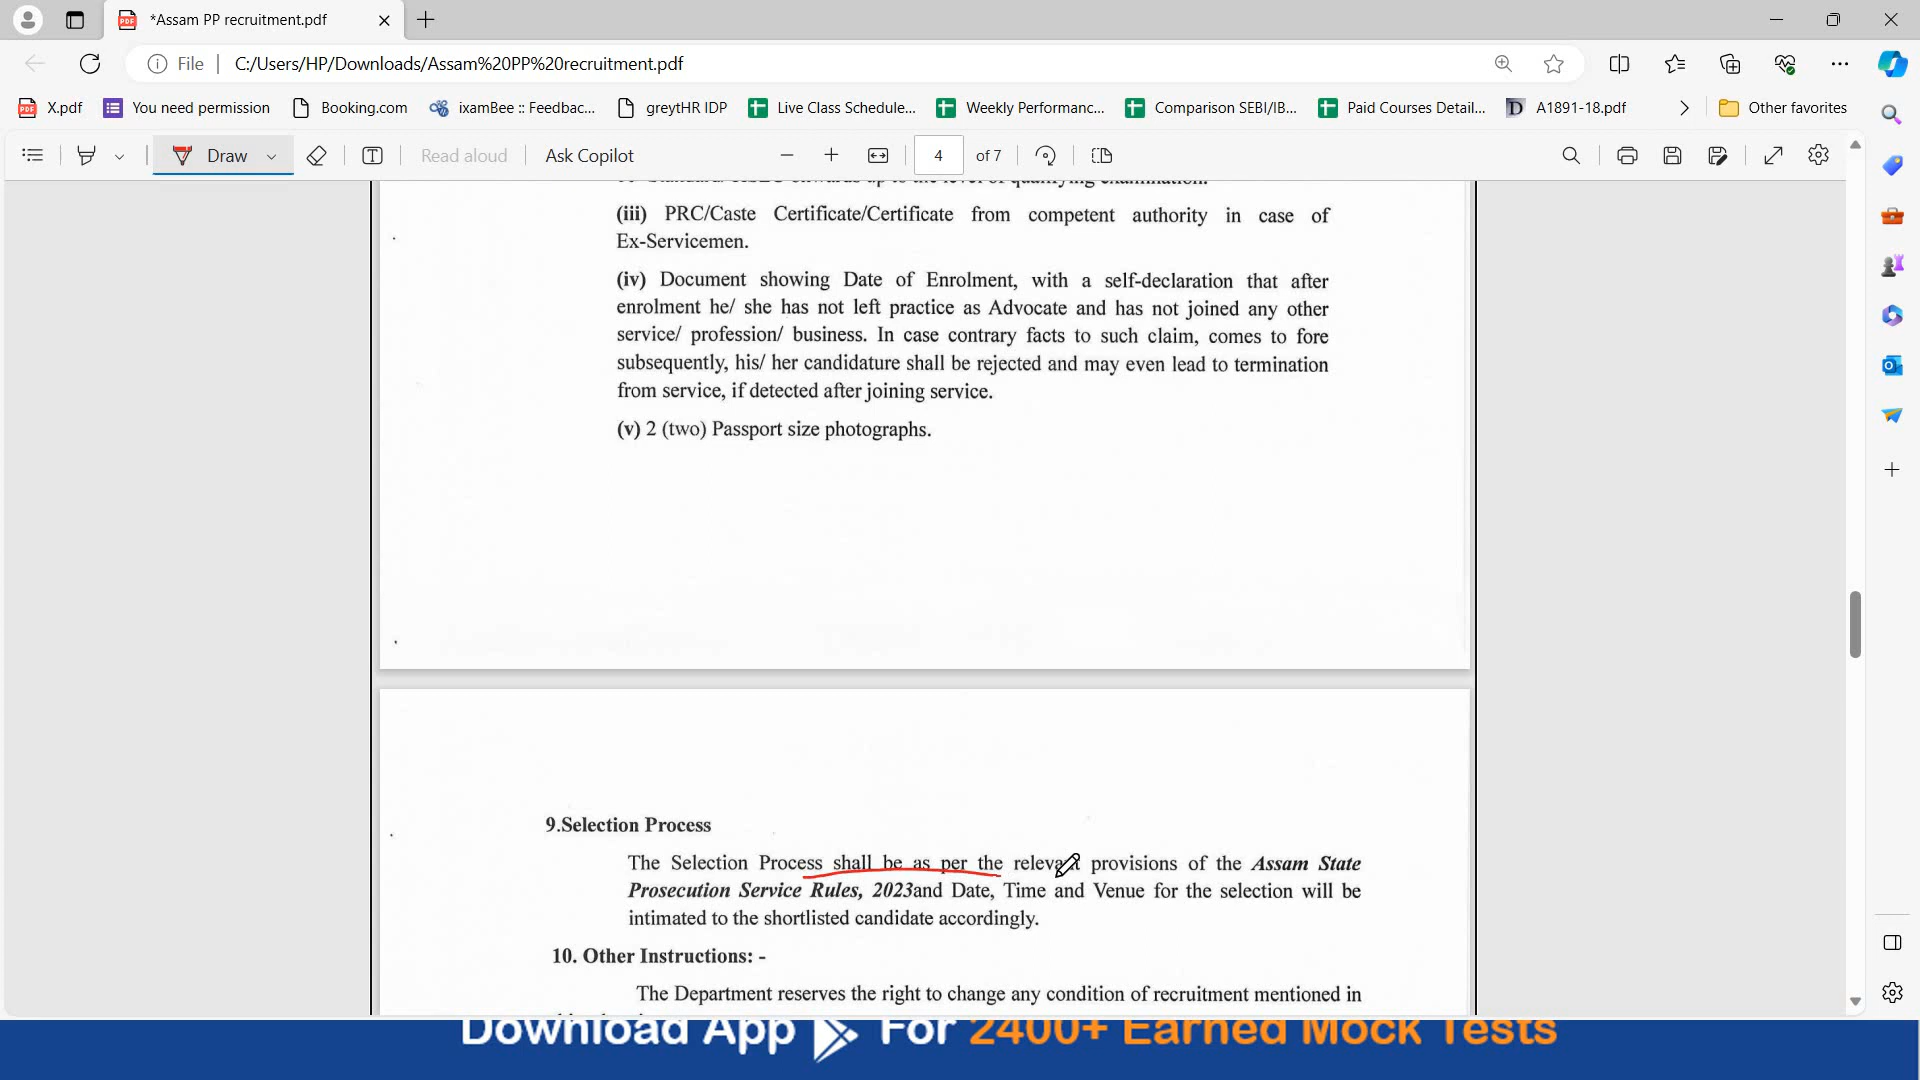 *Assam PP recruitment.pdf
File C:/Users/HP/Downloads/Assam%20PP%20recruitment.pdf
X.pdf You need permission Booking.com ixamBee :: Feedbac... greytHR IDP Live Class Schedule... Weekly Performanc... Comparison SEBI/IB... Paid Courses Detail... A1891-18.pdf Other favorites
Draw Read aloud Ask Copilot 4 of 7
(iii) PRC/Caste Certificate/Certificate from competent authority in case of
Ex-Servicemen.
(iv) Document showing Date of Enrolment, with a self-declaration that after
enrolment he/ she has not left practice as Advocate and has not joined any other
service/ profession/ business. In case contrary facts to such claim, comes to fore
subsequently, his/ her candidature shall be rejected and may even lead to termination
from service, if detected after joining service.
(v) 2 (two) Passport size photographs.
9.Selection Process
The Selection Process shall be as per the relevant provisions of the Assam State
Prosecution Service Rules, 2023and Date, Time and Venue for the selection will be
intimated to the shortlisted candidate accordingly.
10. Other Instructions: -
The Department reserves the right to change any condition of recruitment mentioned in
Download App For 2400+ Earned Mock Tests